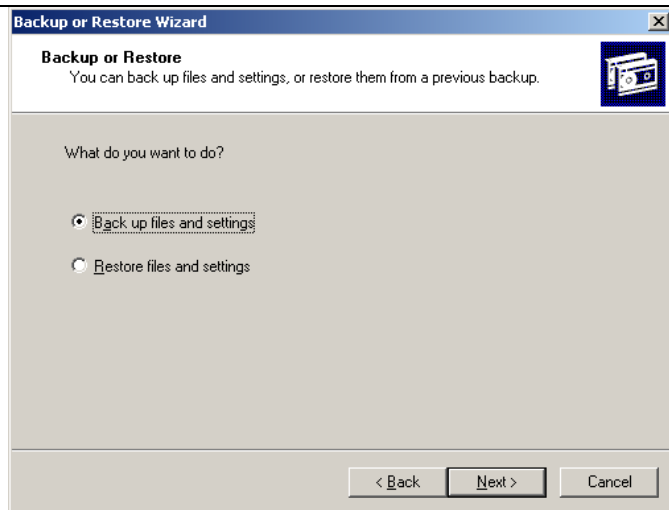 Backup or Restore Wizard
Backup or Restore
You can back up files and settings, or restore them from a previous backup.
What do you want to do?
Back up files and settings
Restore files and settings
< Back Next > Cancel